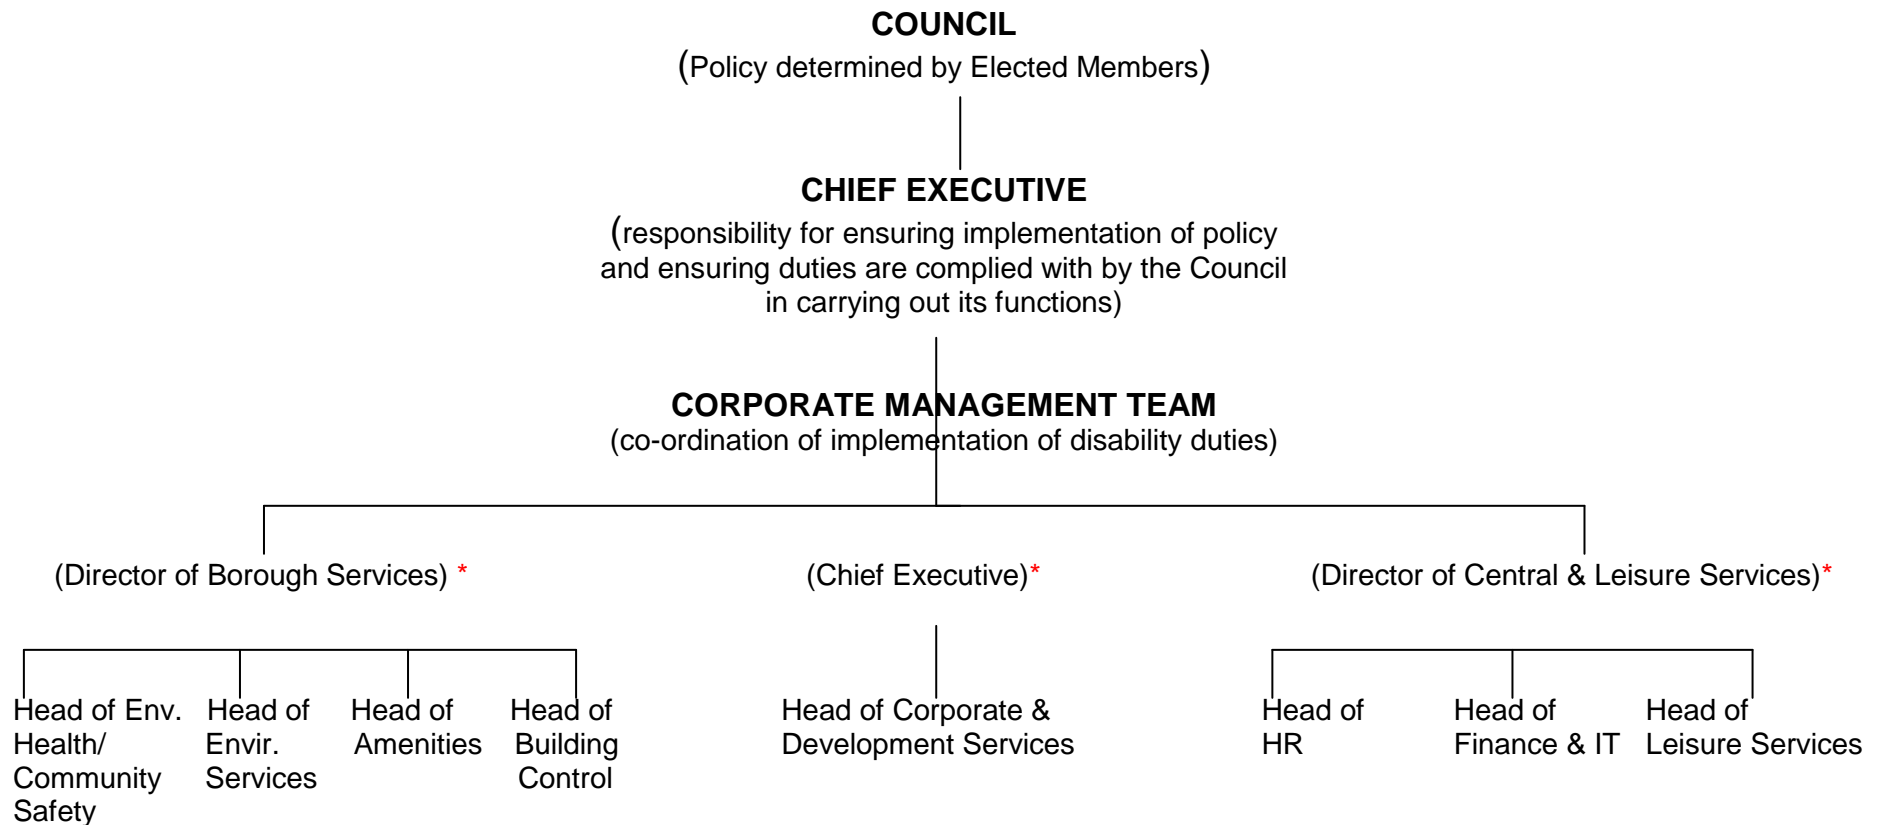 COUNCIL
(Policy determined by Elected Members)
CHIEF EXECUTIVE
(responsibility for ensuring implementation of policy
and ensuring duties are complied with by the Council
in carrying out its functions)
CORPORATE MANAGEMENT TEAM
(co-ordination of implementation of disability duties)
(Director of Borough Services) *
(Chief Executive)*
(Director of Central & Leisure Services)*
Head of Env.
Health/
Community
Safety
Head of
Envir.
Services
Head of
Amenities
Head of
Building
Control
Head of Corporate &
Development Services
Head of
HR
Head of
Finance & IT
Head of
Leisure Services